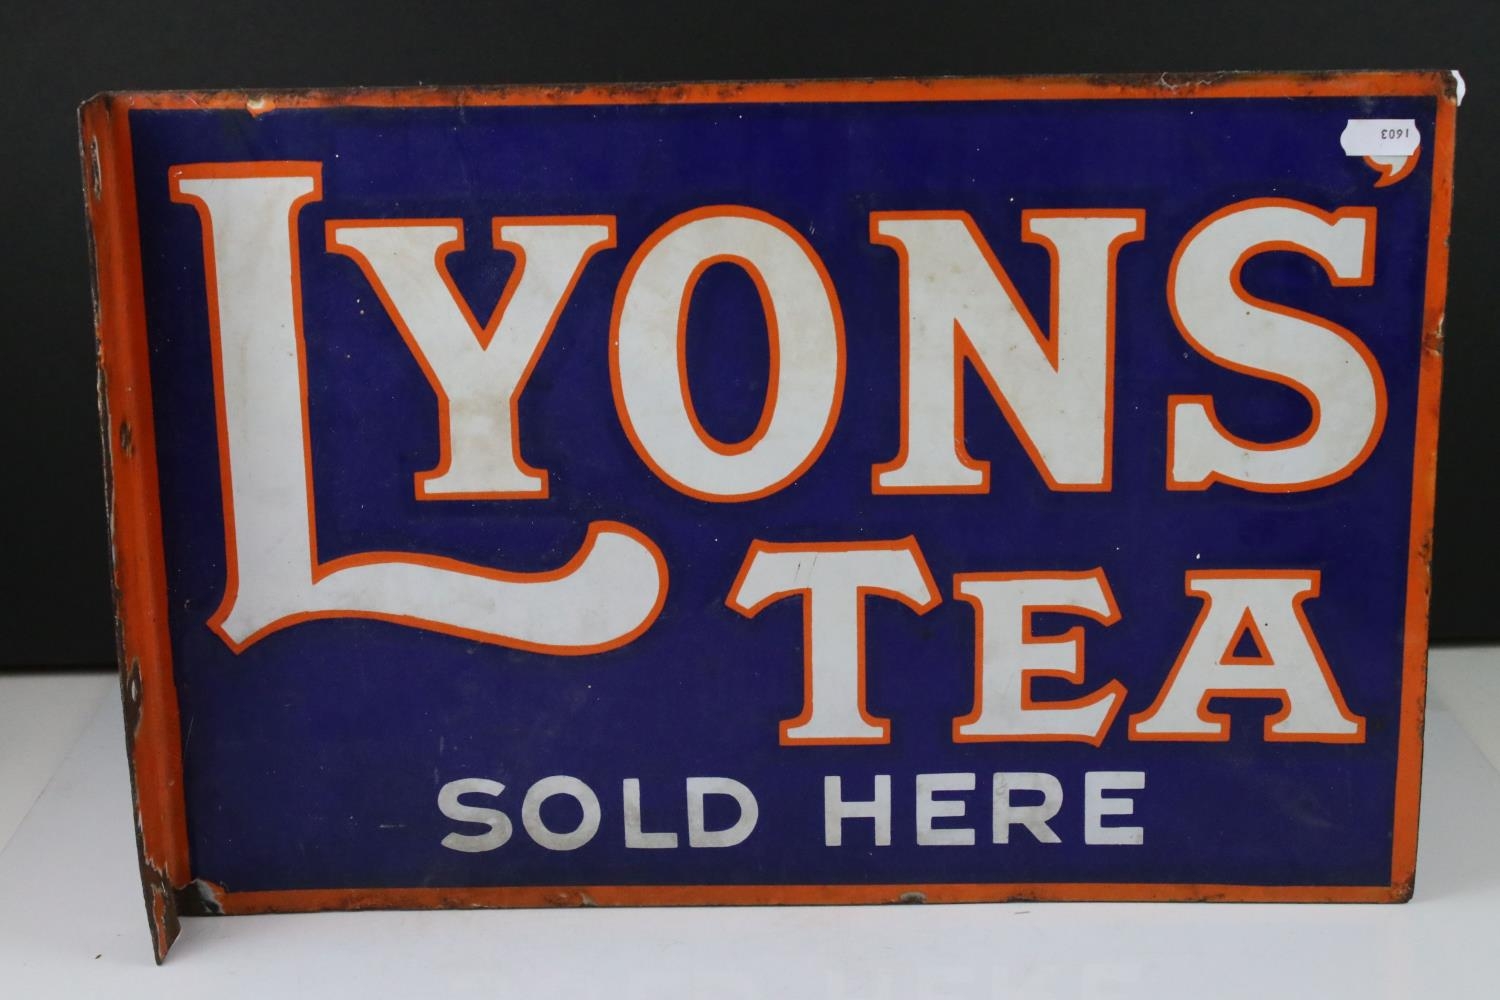 1603
LYONS'
TEA
SOLD HERE